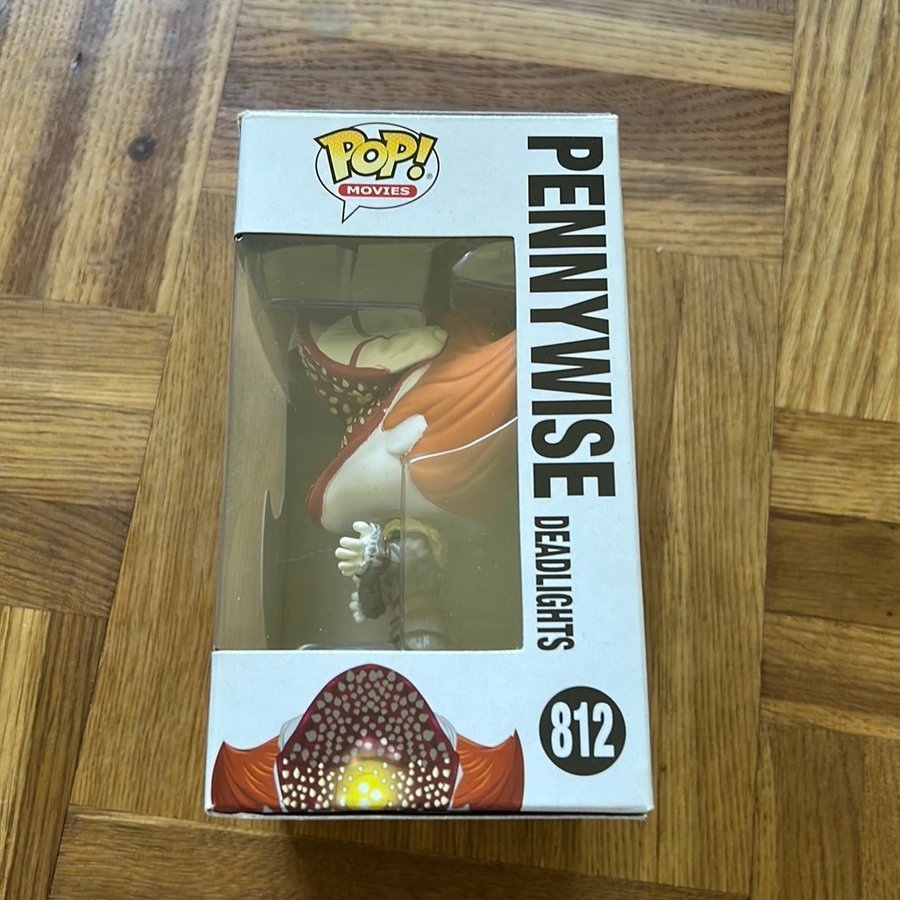 POP!
MOVIES
PENNYWISE
DEADLIGHTS
812